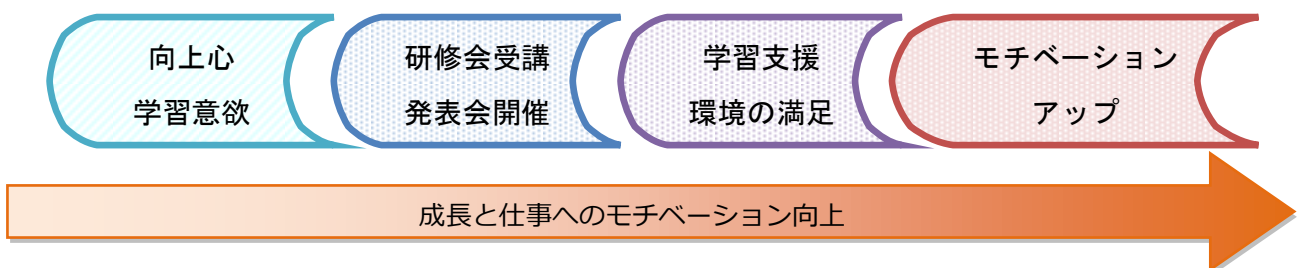 向上心
学習意欲
研修会受講
発表会開催
学習支援
環境の満足
モチベーション
アップ
成長と仕事へのモチベーション向上